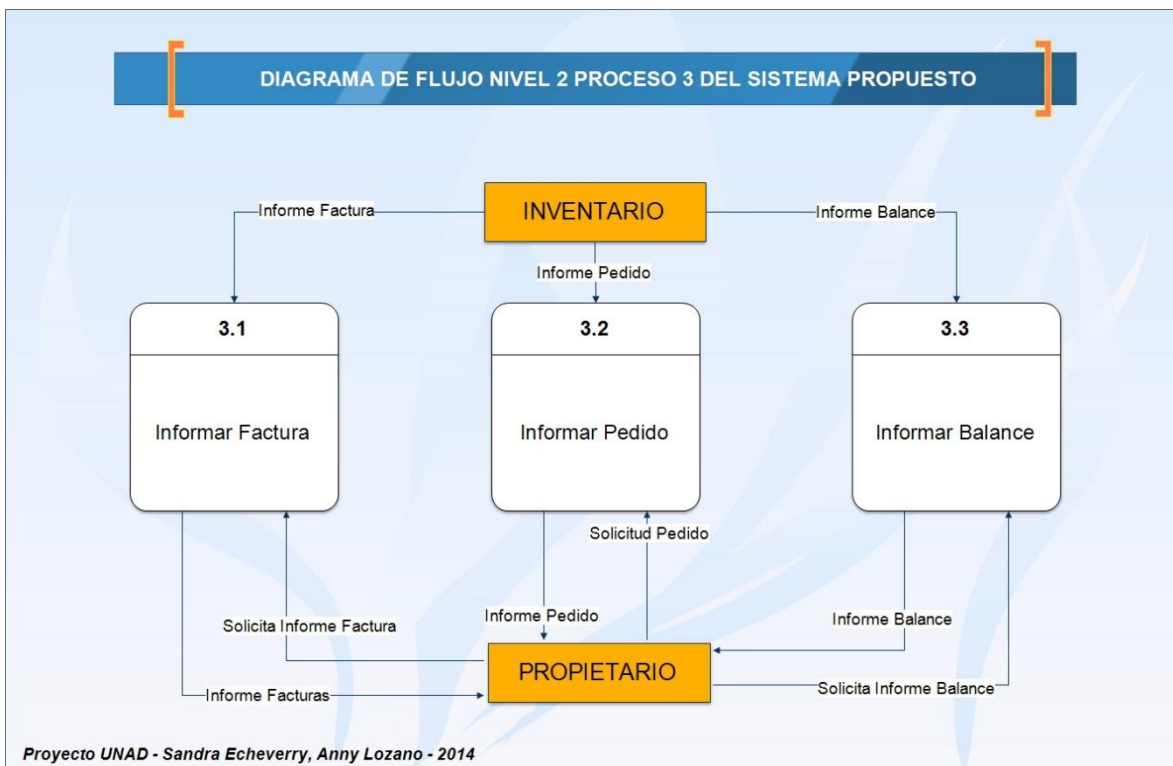 DIAGRAMA DE FLUJO NIVEL 2 PROCESO 3 DEL SISTEMA PROPUESTO
INVENTARIO
Informe Factura
Informe Balance
Informe Pedido
3.1
3.2
3.3
Informar Factura
Informar Pedido
Informar Balance
Solicitud Pedido
Informe Pedido
Informe Balance
Solicita Informe Factura
PROPIETARIO
Informe Facturas
Solicita Informe Balance
Proyecto UNAD - Sandra Echeverry, Anny Lozano - 2014